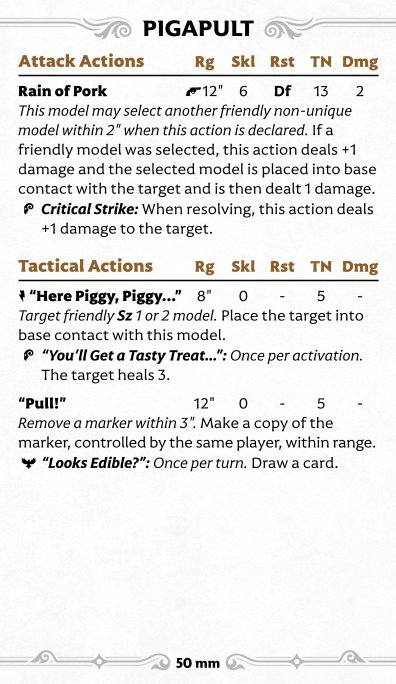 PIGAPULT
Attack Actions Rg Skl Rst TN Dmg
Rain of Pork 12" 6 Df 13 2
This model may select another friendly non-unique
model within 2" when this action is declared. If a
friendly model was selected, this action deals +1
damage and the selected model is placed into base
contact with the target and is then dealt 1 damage.
Critical Strike: When resolving, this action deals
+1 damage to the target.
Tactical Actions Rg Skl Rst TN Dmg
“Here Piggy, Piggy...” 8" 0 - 5 -
Target friendly Sz 1 or 2 model. Place the target into
base contact with this model.
“You’ll Get a Tasty Treat...”: Once per activation.
The target heals 3.
“Pull!” 12" 0 - 5 -
Remove a marker within 3". Make a copy of the
marker, controlled by the same player, within range.
“Looks Edible?”: Once per turn. Draw a card.
50 mm